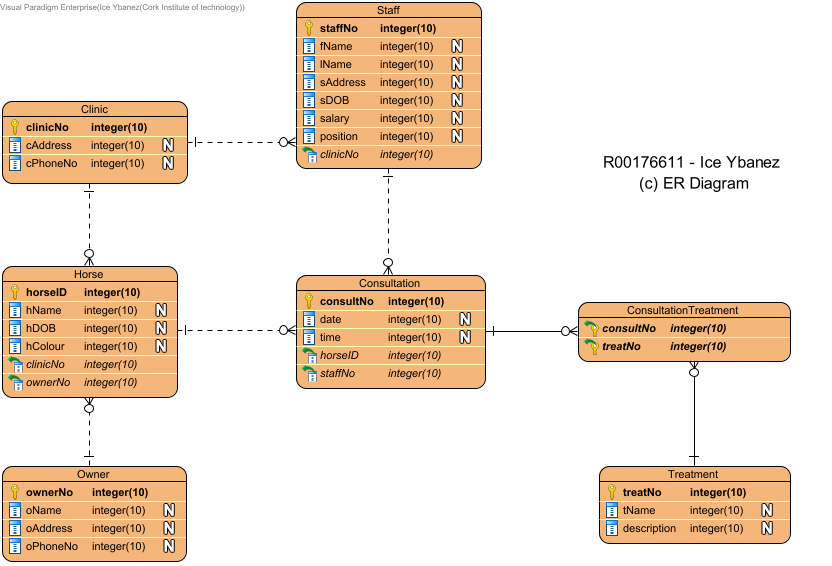 Visual Paradigm Enterprise(Ice Ybanez(Cork Institute of technology))
Staff
staffNo integer(10)
fName integer(10) N
lName integer(10) N
sAddress integer(10) N
sDOB integer(10) N
salary integer(10) N
position integer(10) N
clinicNo integer(10)
Clinic
clinicNo integer(10)
cAddress integer(10) N
cPhoneNo integer(10) N
R00176611 - Ice Ybanez
(c) ER Diagram
Horse
horseID integer(10)
hName integer(10) N
hDOB integer(10) N
hColour integer(10) N
clinicNo integer(10)
ownerNo integer(10)
Consultation
consultNo integer(10)
date integer(10) N
time integer(10) N
horseID integer(10)
staffNo integer(10)
ConsultationTreatment
consultNo integer(10)
treatNo integer(10)
Owner
ownerNo integer(10)
oName integer(10) N
oAddress integer(10) N
oPhoneNo integer(10) N
Treatment
treatNo integer(10)
tName integer(10) N
description integer(10) N